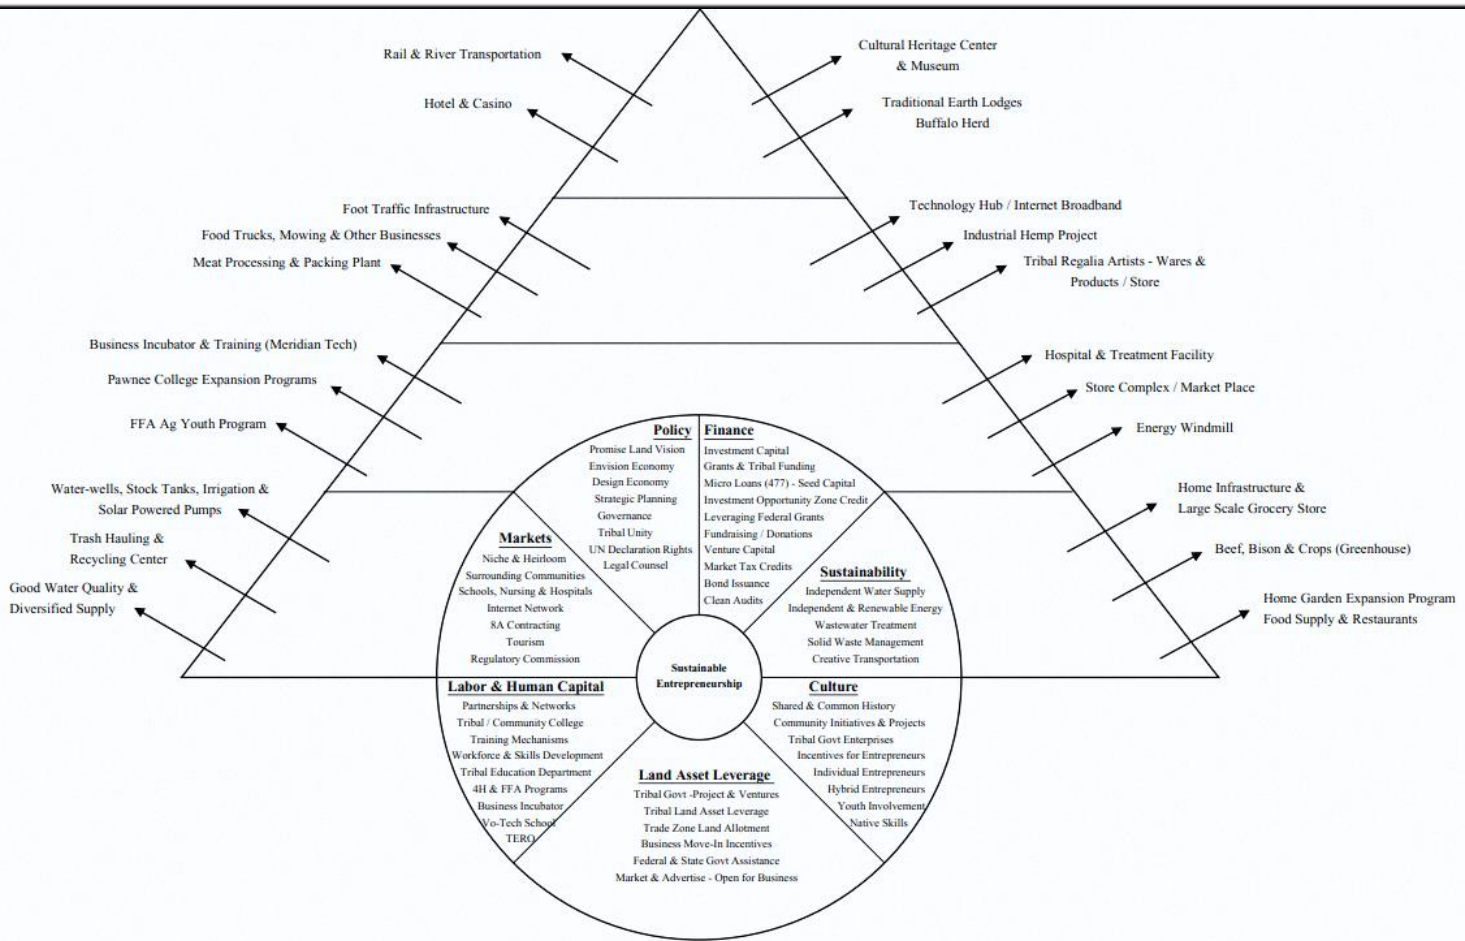 Rail & River Transportation
Hotel & Casino
Cultural Heritage Center
& Museum
Traditional Earth Lodges
Buffalo Herd
Foot Traffic Infrastructure
Food Trucks, Mowing & Other Businesses
Meat Processing & Packing Plant
Technology Hub / Internet Broadband
Industrial Hemp Project
Tribal Regalia Artists - Wares &
Products / Store
Business Incubator & Training (Meridian Tech)
Pawnee College Expansion Programs
FFA Ag Youth Program
Hospital & Treatment Facility
Store Complex / Market Place
Energy Windmill
Water-wells, Stock Tanks, Irrigation &
Solar Powered Pumps
Trash Hauling &
Recycling Center
Good Water Quality &
Diversified Supply
Home Infrastructure &
Large Scale Grocery Store
Beef, Bison & Crops (Greenhouse)
Home Garden Expansion Program
Food Supply & Restaurants
Policy
Promise Land Vision
Envision Economy
Design Economy
Strategic Planning
Governance
Tribal Unity
UN Declaration Rights
Legal Counsel
Finance
Investment Capital
Grants & Tribal Funding
Micro Loans (477) - Seed Capital
Investment Opportunity Zone Credit
Leveraging Federal Grants
Fundraising / Donations
Venture Capital
Market Tax Credits
Bond Issuance
Clean Audits
Markets
Niche & Heirloom
Surrounding Communities
Schools, Nursing & Hospitals
Internet Network
8A Contracting
Tourism
Regulatory Commission
Sustainability
Independent Water Supply
Independent & Renewable Energy
Wastewater Treatment
Solid Waste Management
Creative Transportation
Sustainable
Entrepreneurship
Labor & Human Capital
Partnerships & Networks
Tribal / Community College
Training Mechanisms
Workforce & Skills Development
Tribal Education Department
4H & FFA Programs
Business Incubator
Vo-Tech School
TERO
Culture
Shared & Common History
Community Initiatives & Projects
Tribal Govt Enterprises
Incentives for Entrepreneurs
Individual Entrepreneurs
Hybrid Entrepreneurs
Youth Involvement
Native Skills
Land Asset Leverage
Tribal Govt -Project & Ventures
Tribal Land Asset Leverage
Trade Zone Land Allotment
Business Move-In Incentives
Federal & State Govt Assistance
Market & Advertise - Open for Business